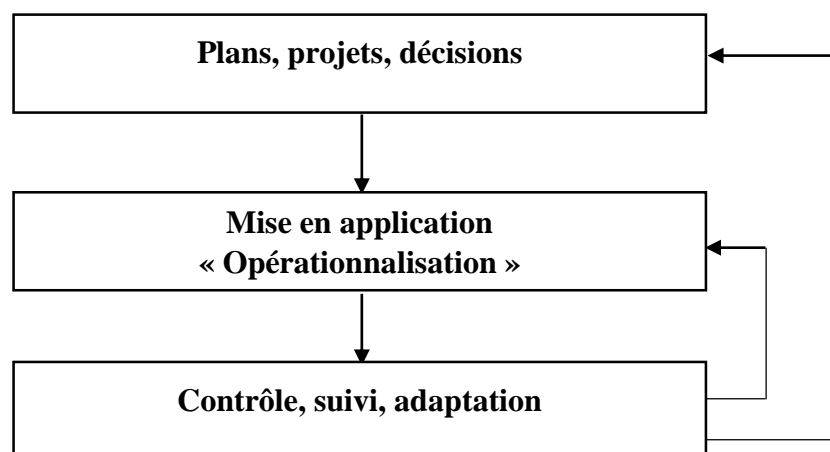 Plans, projets, décisions
Mise en application
« Opérationnalisation »
Contrôle, suivi, adaptation